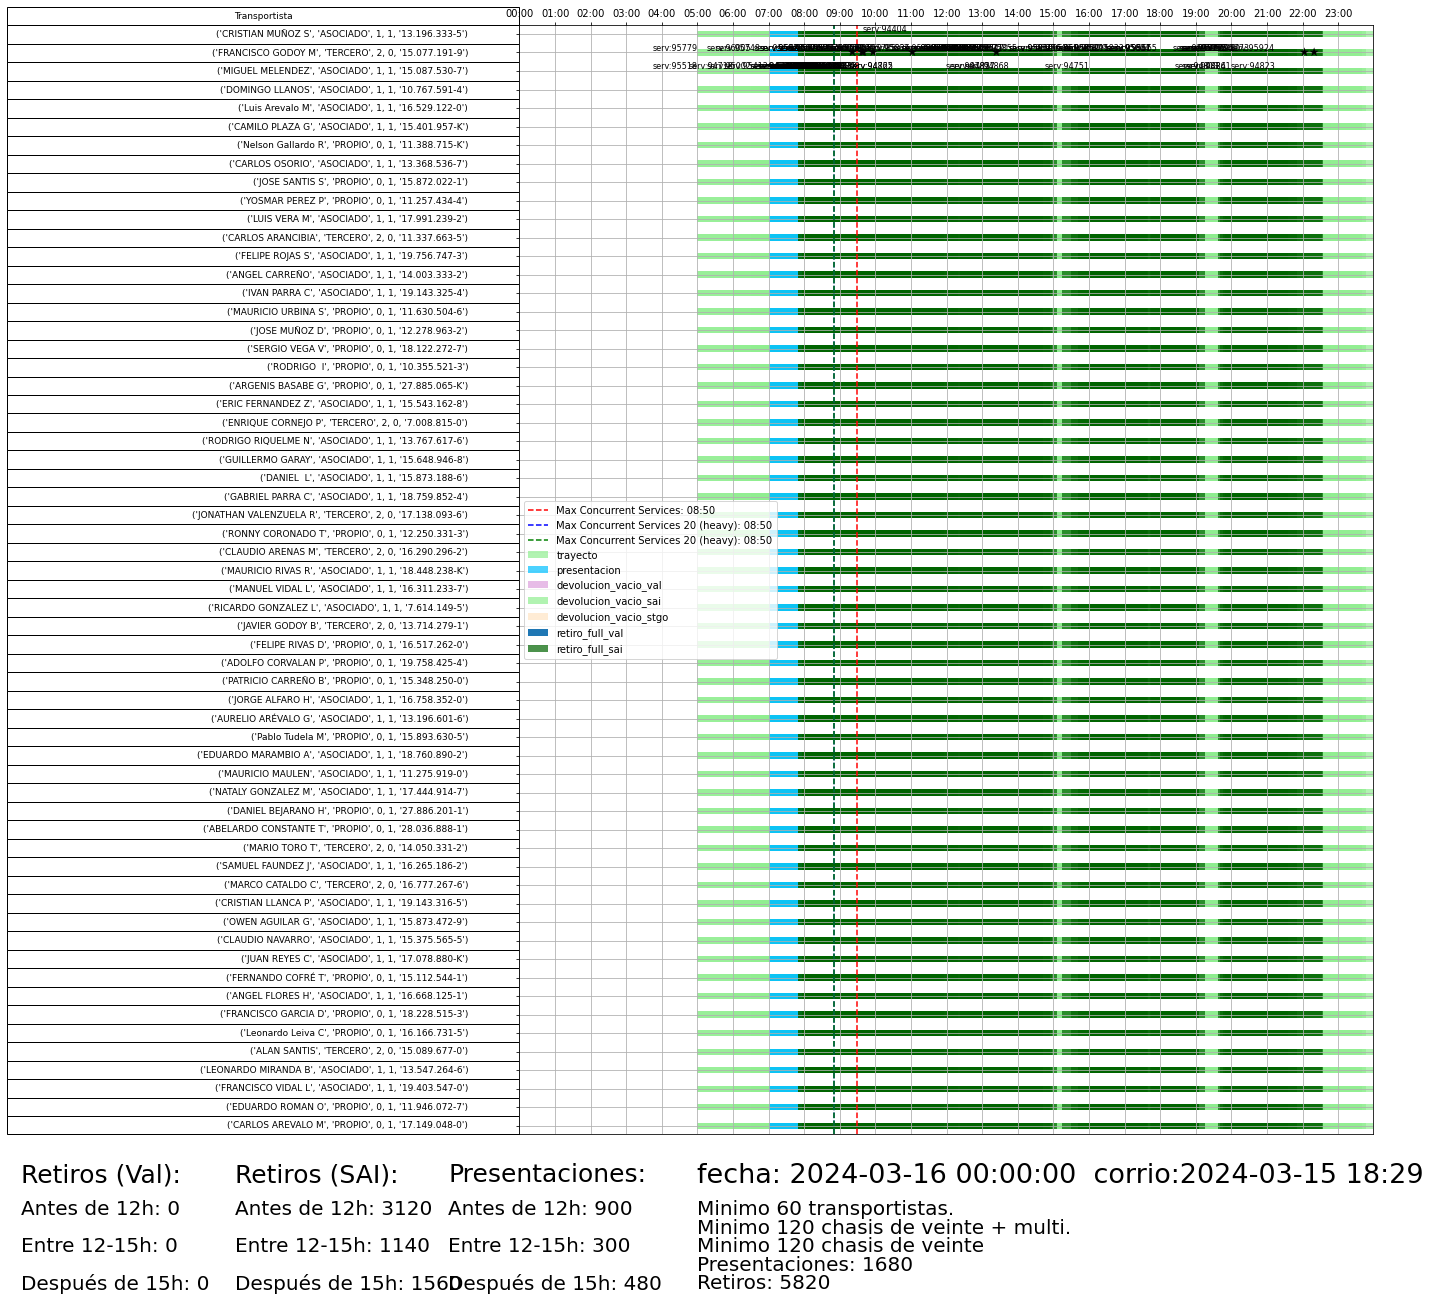 Transportista
00:00 01:00 02:00 03:00 04:00 05:00 06:00 07:00 08:00 09:00 10:00 11:00 12:00 13:00 14:00 15:00 16:00 17:00 18:00 19:00 20:00 21:00 22:00 23:00
('CRISTIAN MUÑOZ S', 'ASOCIADO', 1, 1, '13.196.333-5')
serv:94404
('FRANCISCO GODOY M', 'TERCERO', 2, 0, '15.077.191-9')
serv:95779
('MIGUEL MELENDEZ', 'ASOCIADO', 1, 1, '15.087.530-7')
serv:95518
serv:94751
serv:94823
('DOMINGO LLANOS', 'ASOCIADO', 1, 1, '10.767.591-4')
('Luis Arevalo M', 'ASOCIADO', 1, 1, '16.529.122-0')
('CAMILO PLAZA G', 'ASOCIADO', 1, 1, '15.401.957-K')
('Nelson Gallardo R', 'PROPIO', 0, 1, '11.388.715-K')
('CARLOS OSORIO', 'ASOCIADO', 1, 1, '13.368.536-7')
('JOSE SANTIS S', 'PROPIO', 0, 1, '15.872.022-1')
('YOSMAR PEREZ P', 'PROPIO', 0, 1, '11.257.434-4')
('LUIS VERA M', 'ASOCIADO', 1, 1, '17.991.239-2')
('CARLOS ARANCIBIA', 'TERCERO', 2, 0, '11.337.663-5')
('FELIPE ROJAS S', 'ASOCIADO', 1, 1, '19.756.747-3')
('ANGEL CARREÑO', 'ASOCIADO', 1, 1, '14.003.333-2')
('IVAN PARRA C', 'ASOCIADO', 1, 1, '19.143.325-4')
('MAURICIO URBINA S', 'PROPIO', 0, 1, '11.630.504-6')
('JOSE MUÑOZ D', 'PROPIO', 0, 1, '12.278.963-2')
('SERGIO VEGA V', 'PROPIO', 0, 1, '18.122.272-7')
('RODRIGO  I', 'PROPIO', 0, 1, '10.355.521-3')
('ARGENIS BASABE G', 'PROPIO', 0, 1, '27.885.065-K')
('ERIC FERNANDEZ Z', 'ASOCIADO', 1, 1, '15.543.162-8')
('ENRIQUE CORNEJO P', 'TERCERO', 2, 0, '7.008.815-0')
('RODRIGO RIQUELME N', 'ASOCIADO', 1, 1, '13.767.617-6')
('GUILLERMO GARAY', 'ASOCIADO', 1, 1, '15.648.946-8')
('DANIEL  L', 'ASOCIADO', 1, 1, '15.873.188-6')
('GABRIEL PARRA C', 'ASOCIADO', 1, 1, '18.759.852-4')
('JONATHAN VALENZUELA R', 'TERCERO', 2, 0, '17.138.093-6')
('RONNY CORONADO T', 'PROPIO', 0, 1, '12.250.331-3')
('CLAUDIO ARENAS M', 'TERCERO', 2, 0, '16.290.296-2')
('MAURICIO RIVAS R', 'ASOCIADO', 1, 1, '18.448.238-K')
('MANUEL VIDAL L', 'ASOCIADO', 1, 1, '16.311.233-7')
('RICARDO GONZALEZ L', 'ASOCIADO', 1, 1, '7.614.149-5')
('JAVIER GODOY B', 'TERCERO', 2, 0, '13.714.279-1')
('FELIPE RIVAS D', 'PROPIO', 0, 1, '16.517.262-0')
('ADOLFO CORVALAN P', 'PROPIO', 0, 1, '19.758.425-4')
('PATRICIO CARREÑO B', 'PROPIO', 0, 1, '15.348.250-0')
('JORGE ALFARO H', 'ASOCIADO', 1, 1, '16.758.352-0')
('AURELIO ARÉVALO G', 'ASOCIADO', 1, 1, '13.196.601-6')
('Pablo Tudela M', 'PROPIO', 0, 1, '15.893.630-5')
('EDUARDO MARAMBIO A', 'ASOCIADO', 1, 1, '18.760.890-2')
('MAURICIO MAULEN', 'ASOCIADO', 1, 1, '11.275.919-0')
('NATALY GONZALEZ M', 'ASOCIADO', 1, 1, '17.444.914-7')
('DANIEL BEJARANO H', 'PROPIO', 0, 1, '27.886.201-1')
('ABELARDO CONSTANTE T', 'PROPIO', 0, 1, '28.036.888-1')
('MARIO TORO T', 'TERCERO', 2, 0, '14.050.331-2')
('SAMUEL FAUNDEZ J', 'ASOCIADO', 1, 1, '16.265.186-2')
('MARCO CATALDO C', 'TERCERO', 2, 0, '16.777.267-6')
('CRISTIAN LLANCA P', 'ASOCIADO', 1, 1, '19.143.316-5')
('OWEN AGUILAR G', 'ASOCIADO', 1, 1, '15.873.472-9')
('CLAUDIO NAVARRO', 'ASOCIADO', 1, 1, '15.375.565-5')
('JUAN REYES C', 'ASOCIADO', 1, 1, '17.078.880-K')
('FERNANDO COFRÉ T', 'PROPIO', 0, 1, '15.112.544-1')
('ANGEL FLORES H', 'ASOCIADO', 1, 1, '16.668.125-1')
('FRANCISCO GARCIA D', 'PROPIO', 0, 1, '18.228.515-3')
('Leonardo Leiva C', 'PROPIO', 0, 1, '16.166.731-5')
('ALAN SANTIS', 'TERCERO', 2, 0, '15.089.677-0')
('LEONARDO MIRANDA B', 'ASOCIADO', 1, 1, '13.547.264-6')
('FRANCISCO VIDAL L', 'ASOCIADO', 1, 1, '19.403.547-0')
('EDUARDO ROMAN O', 'PROPIO', 0, 1, '11.946.072-7')
('CARLOS AREVALO M', 'PROPIO', 0, 1, '17.149.048-0')
Max Concurrent Services: 08:50
Max Concurrent Services 20 (heavy): 08:50
Max Concurrent Services 20 (heavy): 08:50
trayecto
presentacion
devolucion_vacio_val
devolucion_vacio_sai
devolucion_vacio_stgo
retiro_full_val
retiro_full_sai
Retiros (Val):
Antes de 12h: 0
Entre 12-15h: 0
Después de 15h: 0
Retiros (SAI):
Antes de 12h: 3120
Entre 12-15h: 1140
Después de 15h: 1560
Presentaciones:
Antes de 12h: 900
Entre 12-15h: 300
Después de 15h: 480
fecha: 2024-03-16 00:00:00  corrio:2024-03-15 18:29
Minimo 60 transportistas.
Minimo 120 chasis de veinte + multi.
Minimo 120 chasis de veinte
Presentaciones: 1680
Retiros: 5820